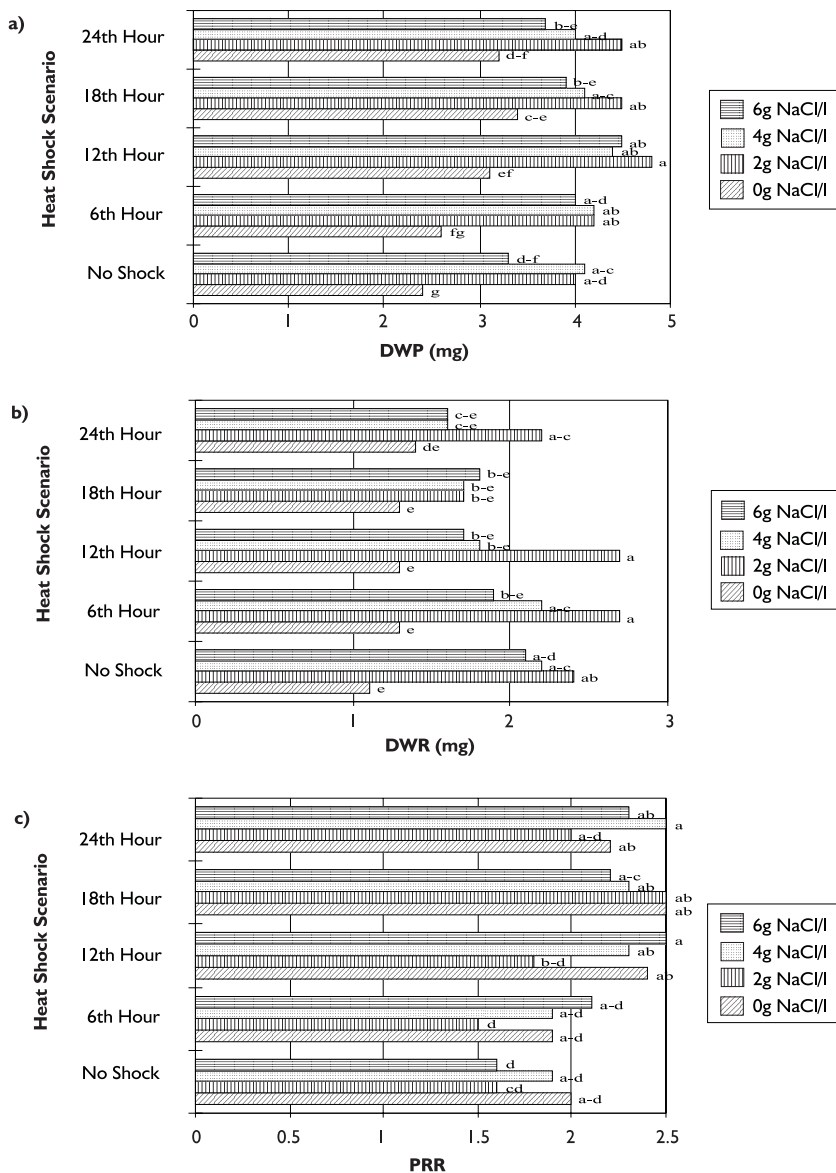 a)
Heat Shock Scenario
24th Hour
b-e
a-d
ab
d-f
18th Hour
b-e
a-c
ab
c-e
12th Hour
ab
ab
a
ef
6th Hour
a-d
ab
ab
fg
No Shock
d-f
a-c
a-d
g
0 1 2 3 4 5
DWP (mg)
6g NaCl/l
4g NaCl/l
2g NaCl/l
0g NaCl/l
b)
Heat Shock Scenario
24th Hour
c-e
c-e
a-c
de
18th Hour
b-e
b-e
b-e
e
12th Hour
b-e
b-e
a
e
6th Hour
b-e
a-c
a
e
No Shock
a-d
a-c
ab
e
0 1 2 3
DWR (mg)
6g NaCl/l
4g NaCl/l
2g NaCl/l
0g NaCl/l
c)
Heat Shock Scenario
24th Hour
ab
a
a-d
ab
18th Hour
a-c
ab
ab
ab
12th Hour
a
ab
b-d
ab
6th Hour
a-d
a-d
d
a-d
No Shock
d
a-d
cd
a-d
0 0.5 1 1.5 2 2.5
PRR
6g NaCl/l
4g NaCl/l
2g NaCl/l
0g NaCl/l